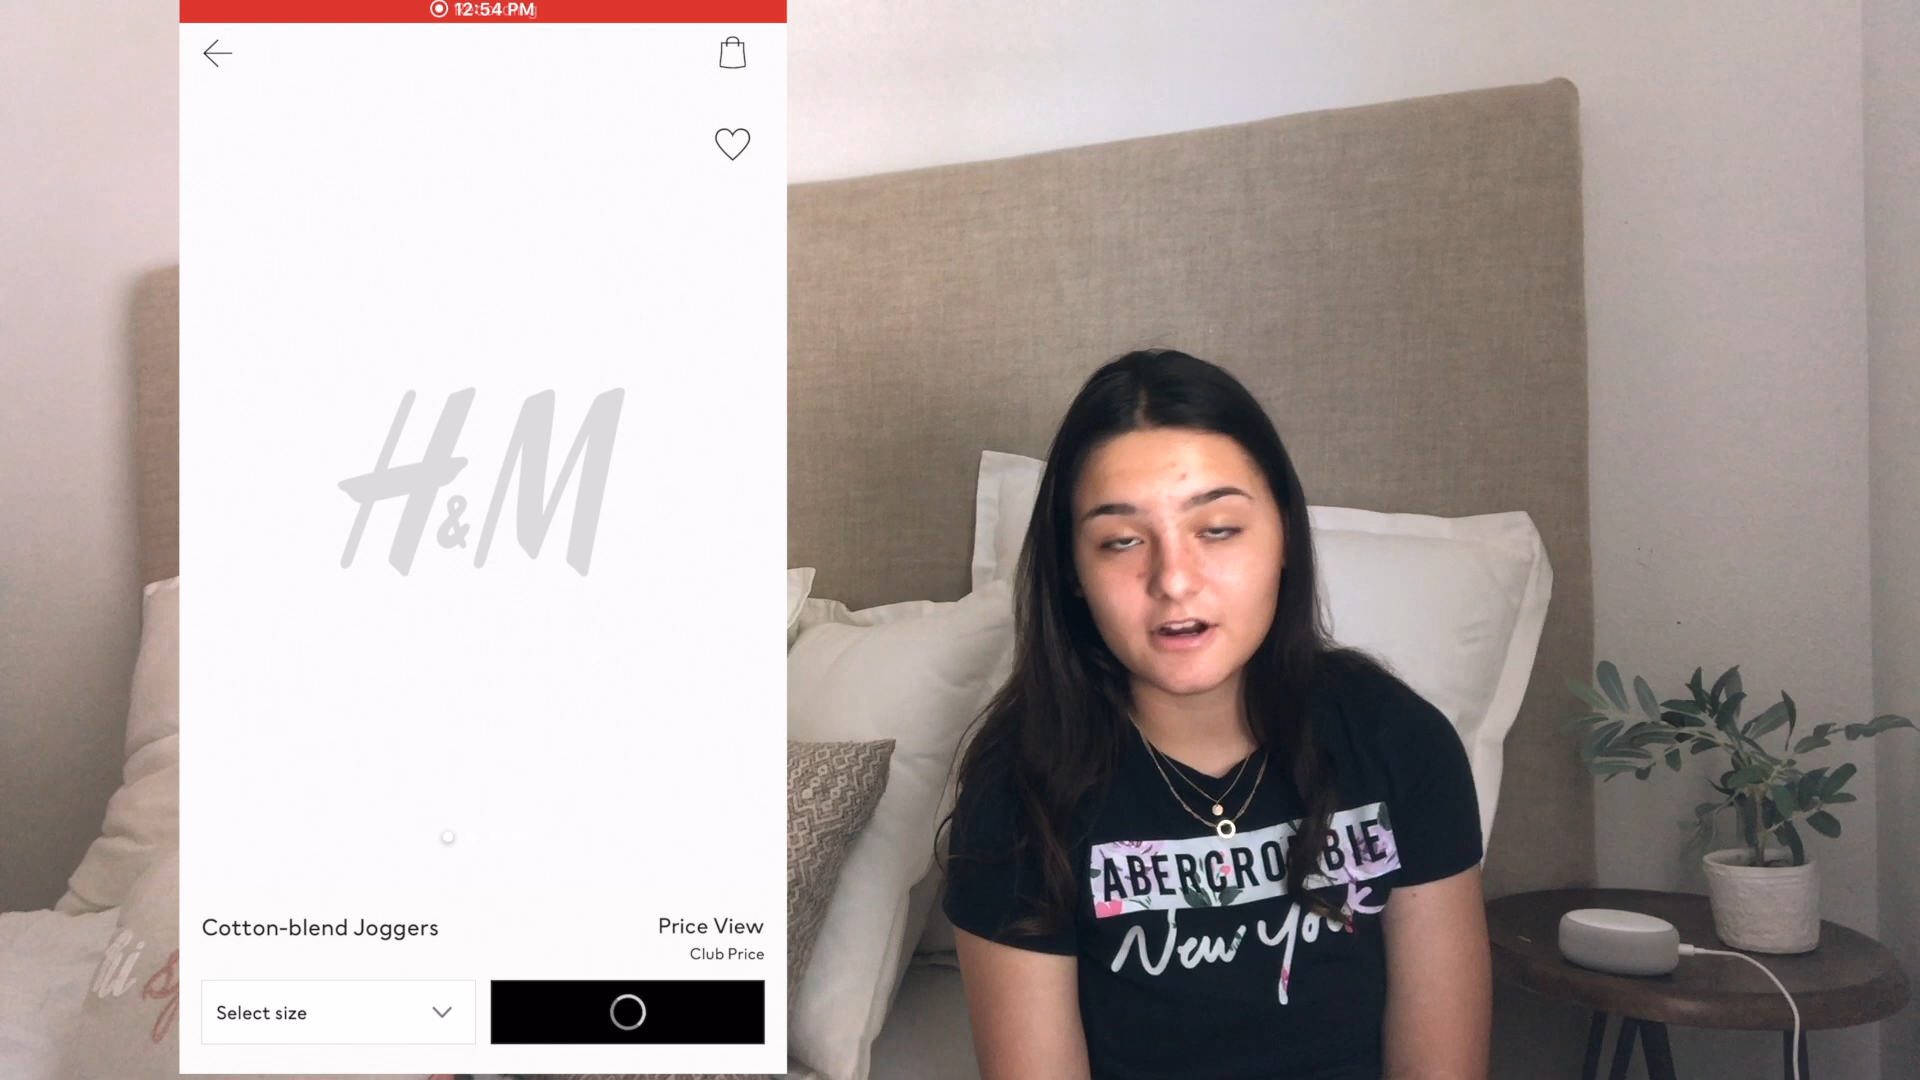 12:54 PM
H&M
Cotton-blend Joggers
Price View
Club Price
Select size
ABERCROMBIE
New York